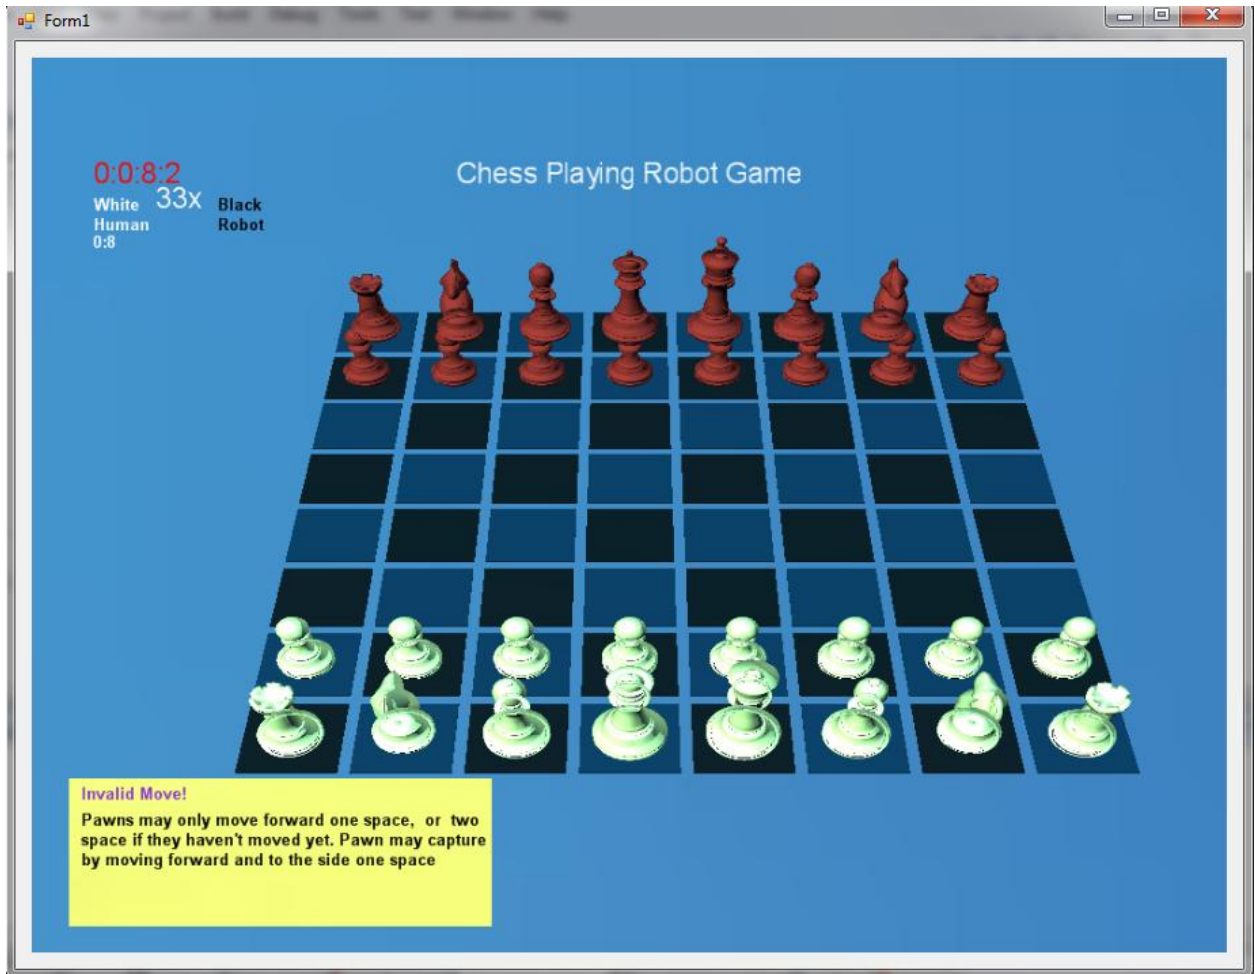 Form1
0:0:8:2
Chess Playing Robot Game
33x
White Black
Human Robot
0:8
Invalid Move!
Pawns may only move forward one space, or two
space if they haven't moved yet. Pawn may capture
by moving forward and to the side one space